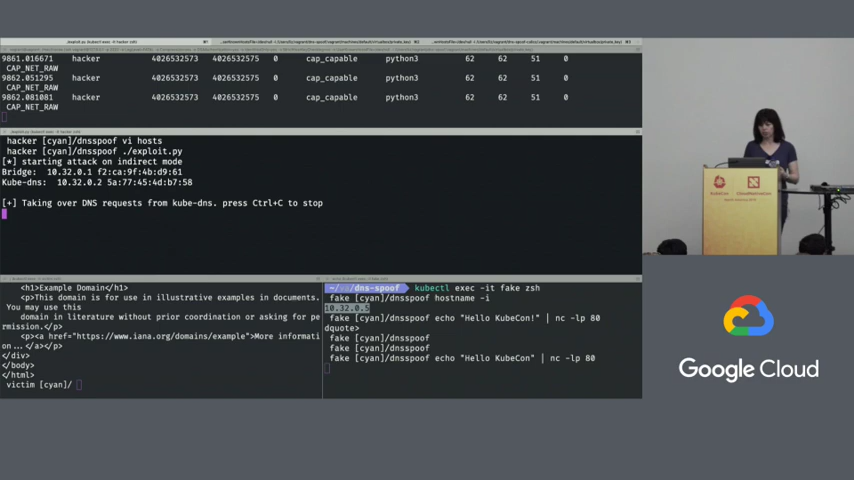 9861.016671 hacker 4026532573 4026532575 0 cap_capable python3 62 62 51 0
CAP_NET_RAW
9862.051295 hacker 4026532573 4026532575 0 cap_capable python3 62 62 51 0
CAP_NET_RAW
9862.081081 hacker 4026532573 4026532575 0 cap_capable python3 62 62 51 0
CAP_NET_RAW
hacker [cyan]/dnsspoof vi hosts
hacker [cyan]/dnsspoof ./exploit.py
[*] starting attack on indirect mode
Bridge: 10.32.0.1 f2:ca:9f:4b:d9:61
Kube-dns: 10.32.0.2 5a:77:45:4d:b7:58
[+] Taking over DNS requests from kube-dns. press Ctrl+C to stop
<h1>Example Domain</h1>
<p>This domain is for use in illustrative examples in documents.
You may use this
domain in literature without prior coordination or asking for pe
rmission.</p>
<p><a href="https://www.iana.org/domains/example">More informati
on...</a></p>
</div>
</body>
</html>
victim [cyan]/
~/va/dns-spoof kubectl exec -it fake zsh
fake [cyan]/dnsspoof hostname -i
10.32.0.5
fake [cyan]/dnsspoof echo "Hello KubeCon!" | nc -lp 80
dquote>
fake [cyan]/dnsspoof
fake [cyan]/dnsspoof
fake [cyan]/dnsspoof echo "Hello KubeCon" | nc -lp 80
KubeCon
CloudNativeCon
Google Cloud